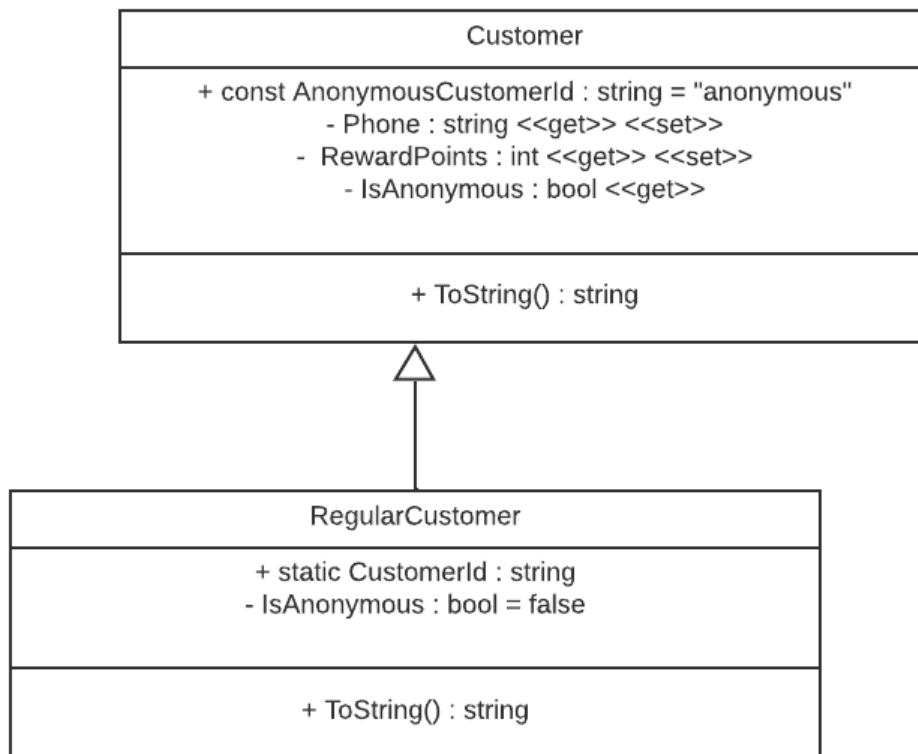 Customer
+ const AnonymousCustomerId : string = "anonymous"
- Phone : string <<get>> <<set>>
- RewardPoints : int <<get>> <<set>>
- IsAnonymous : bool <<get>>
+ ToString() : string
RegularCustomer
+ static CustomerId : string
- IsAnonymous : bool = false
+ ToString() : string